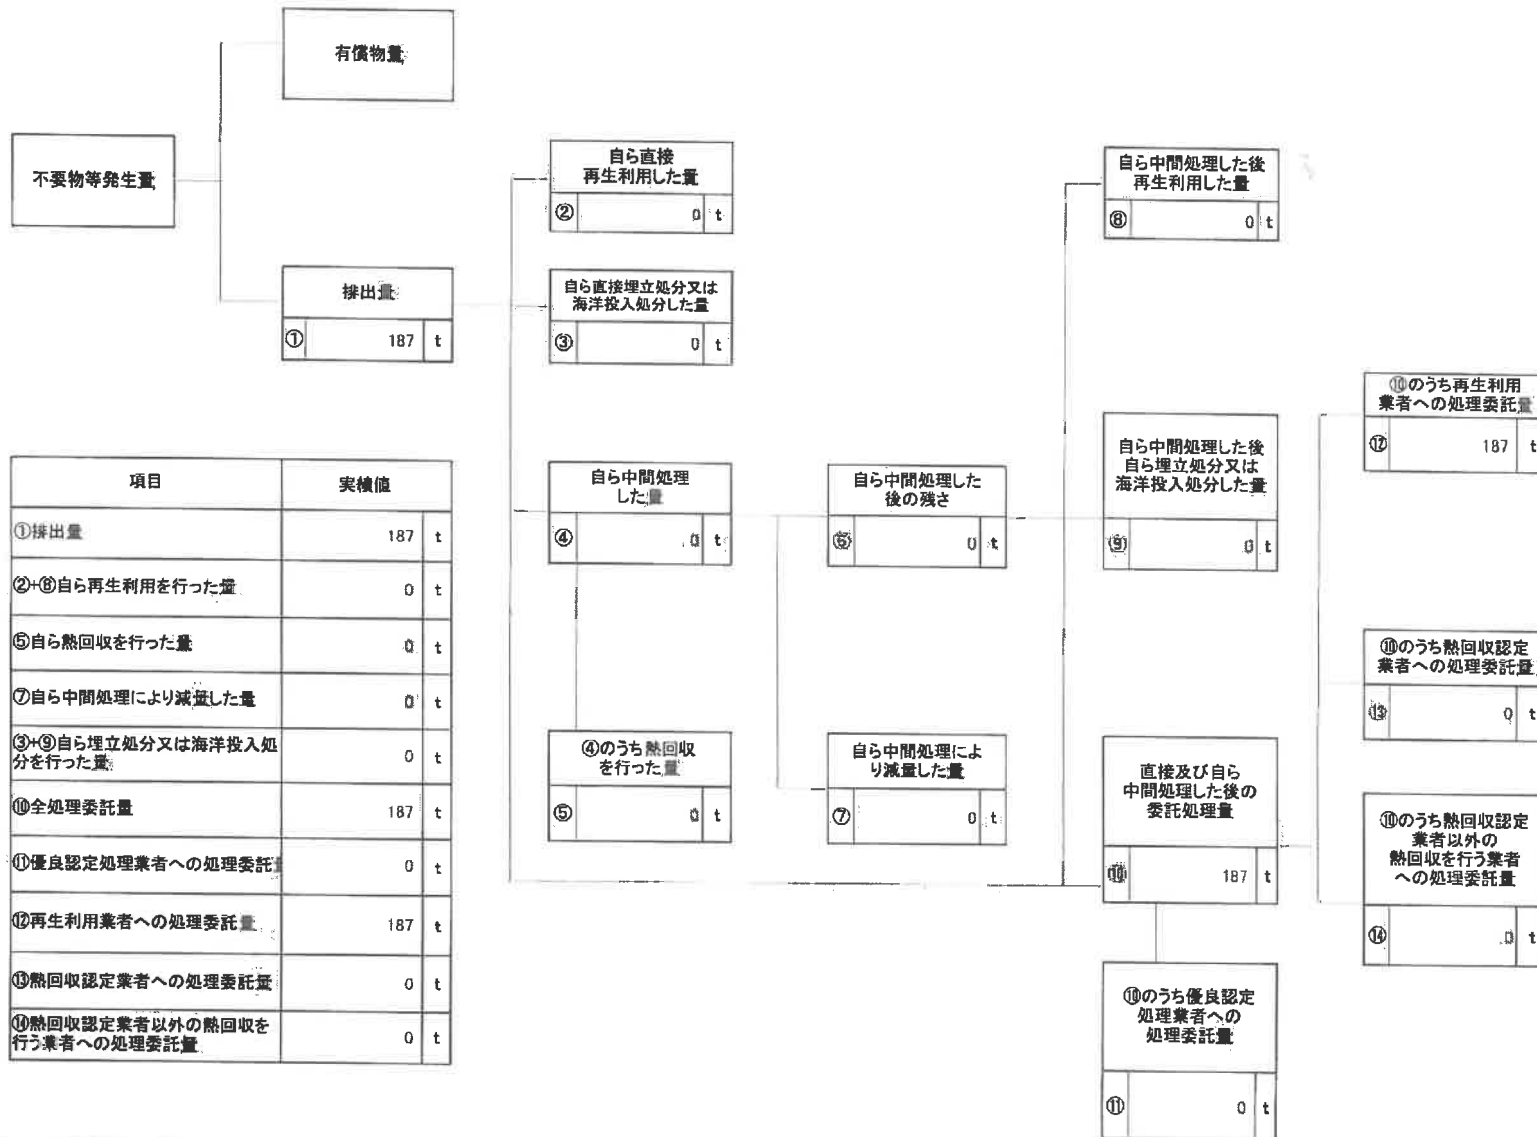 有償物量
不要物等発生量
排出量
① 187 t
自ら直接
再生利用した量
② 0 t
自ら直接埋立処分又は
海洋投入処分した量
③ 0 t
自ら中間処理
した量
④ 0 t
④のうち熱回収
を行った量
⑤ 0 t
自ら中間処理した
後の残さ
⑥ 0 t
自ら中間処理によ
り減量した量
⑦ 0 t
自ら中間処理した後
再生利用した量
⑧ 0 t
自ら中間処理した後
自ら埋立処分又は
海洋投入処分した量
⑨ 0 t
直接及び自ら
中間処理した後の
委託処理量
⑩ 187 t
⑩のうち優良認定
処理業者への
処理委託量
⑪ 0 t
⑩のうち再生利用
業者への処理委託量
⑫ 187 t
⑩のうち熱回収認定
業者への処理委託量
⑬ 0 t
⑩のうち熱回収認定
業者以外の
熱回収を行う業者
への処理委託量
⑭ 0 t
項目 実績値
①排出量 187 t
②+⑧自ら再生利用を行った量 0 t
⑤自ら熱回収を行った量 0 t
⑦自ら中間処理により減量した量 0 t
③+⑨自ら埋立処分又は海洋投入処
分を行った量 0 t
⑩全処理委託量 187 t
⑪優良認定処理業者への処理委託 0 t
⑫再生利用業者への処理委託量 187 t
⑬熱回収認定業者への処理委託量 0 t
⑭熱回収認定業者以外の熱回収を
行う業者への処理委託量 0 t